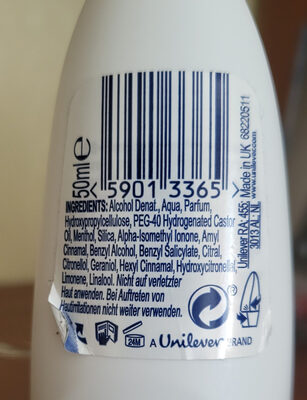 50ml e
< 5901 3365 >
INGREDIENTS: Alcohol Denat., Aqua, Parfum,
Hydroxypropylcellulose, PEG-40 Hydrogenated Castor
Oil, Menthol, Silica, Alpha-Isomethyl Ionone, Amyl
Cinnamal, Benzyl Alcohol, Benzyl Salicylate, Citral,
Citronellol, Geraniol, Hexyl Cinnamal, Hydroxycitronellal,
Limonene, Linalool. Nicht auf verletzter
Haut anwenden. Bei Auftreten von
Hautirritationen nicht weiter verwenden.
24M
A Unilever BRAND
Unilever RA 455, Made in UK 68220511
3013 AL-NL
www.unilever.com